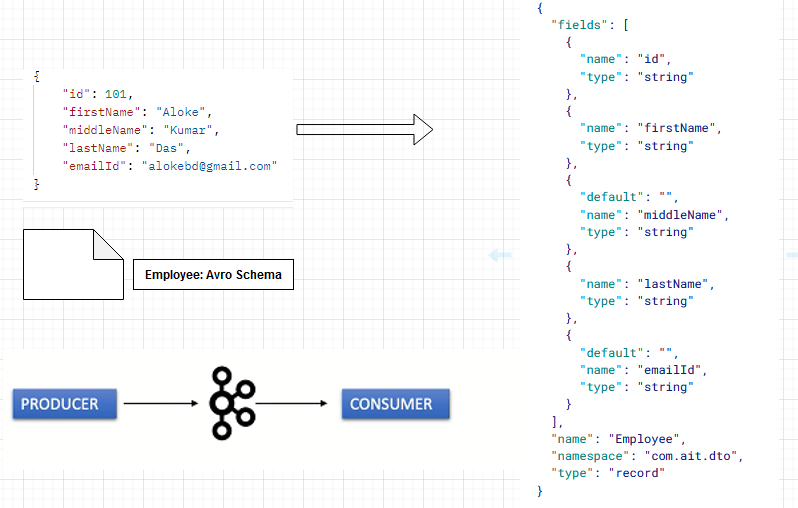 {
"id": 101,
"firstName": "Aloke",
"middleName": "Kumar",
"lastName": "Das",
"emailId": "alokebd@gmail.com"
}
Employee: Avro Schema
PRODUCER
CONSUMER
{
"fields": [
{
"name": "id",
"type": "string"
},
{
"name": "firstName",
"type": "string"
},
{
"default": "",
"name": "middleName",
"type": "string"
},
{
"name": "lastName",
"type": "string"
},
{
"default": "",
"name": "emailId",
"type": "string"
}
],
"name": "Employee",
"namespace": "com.ait.dto",
"type": "record"
}